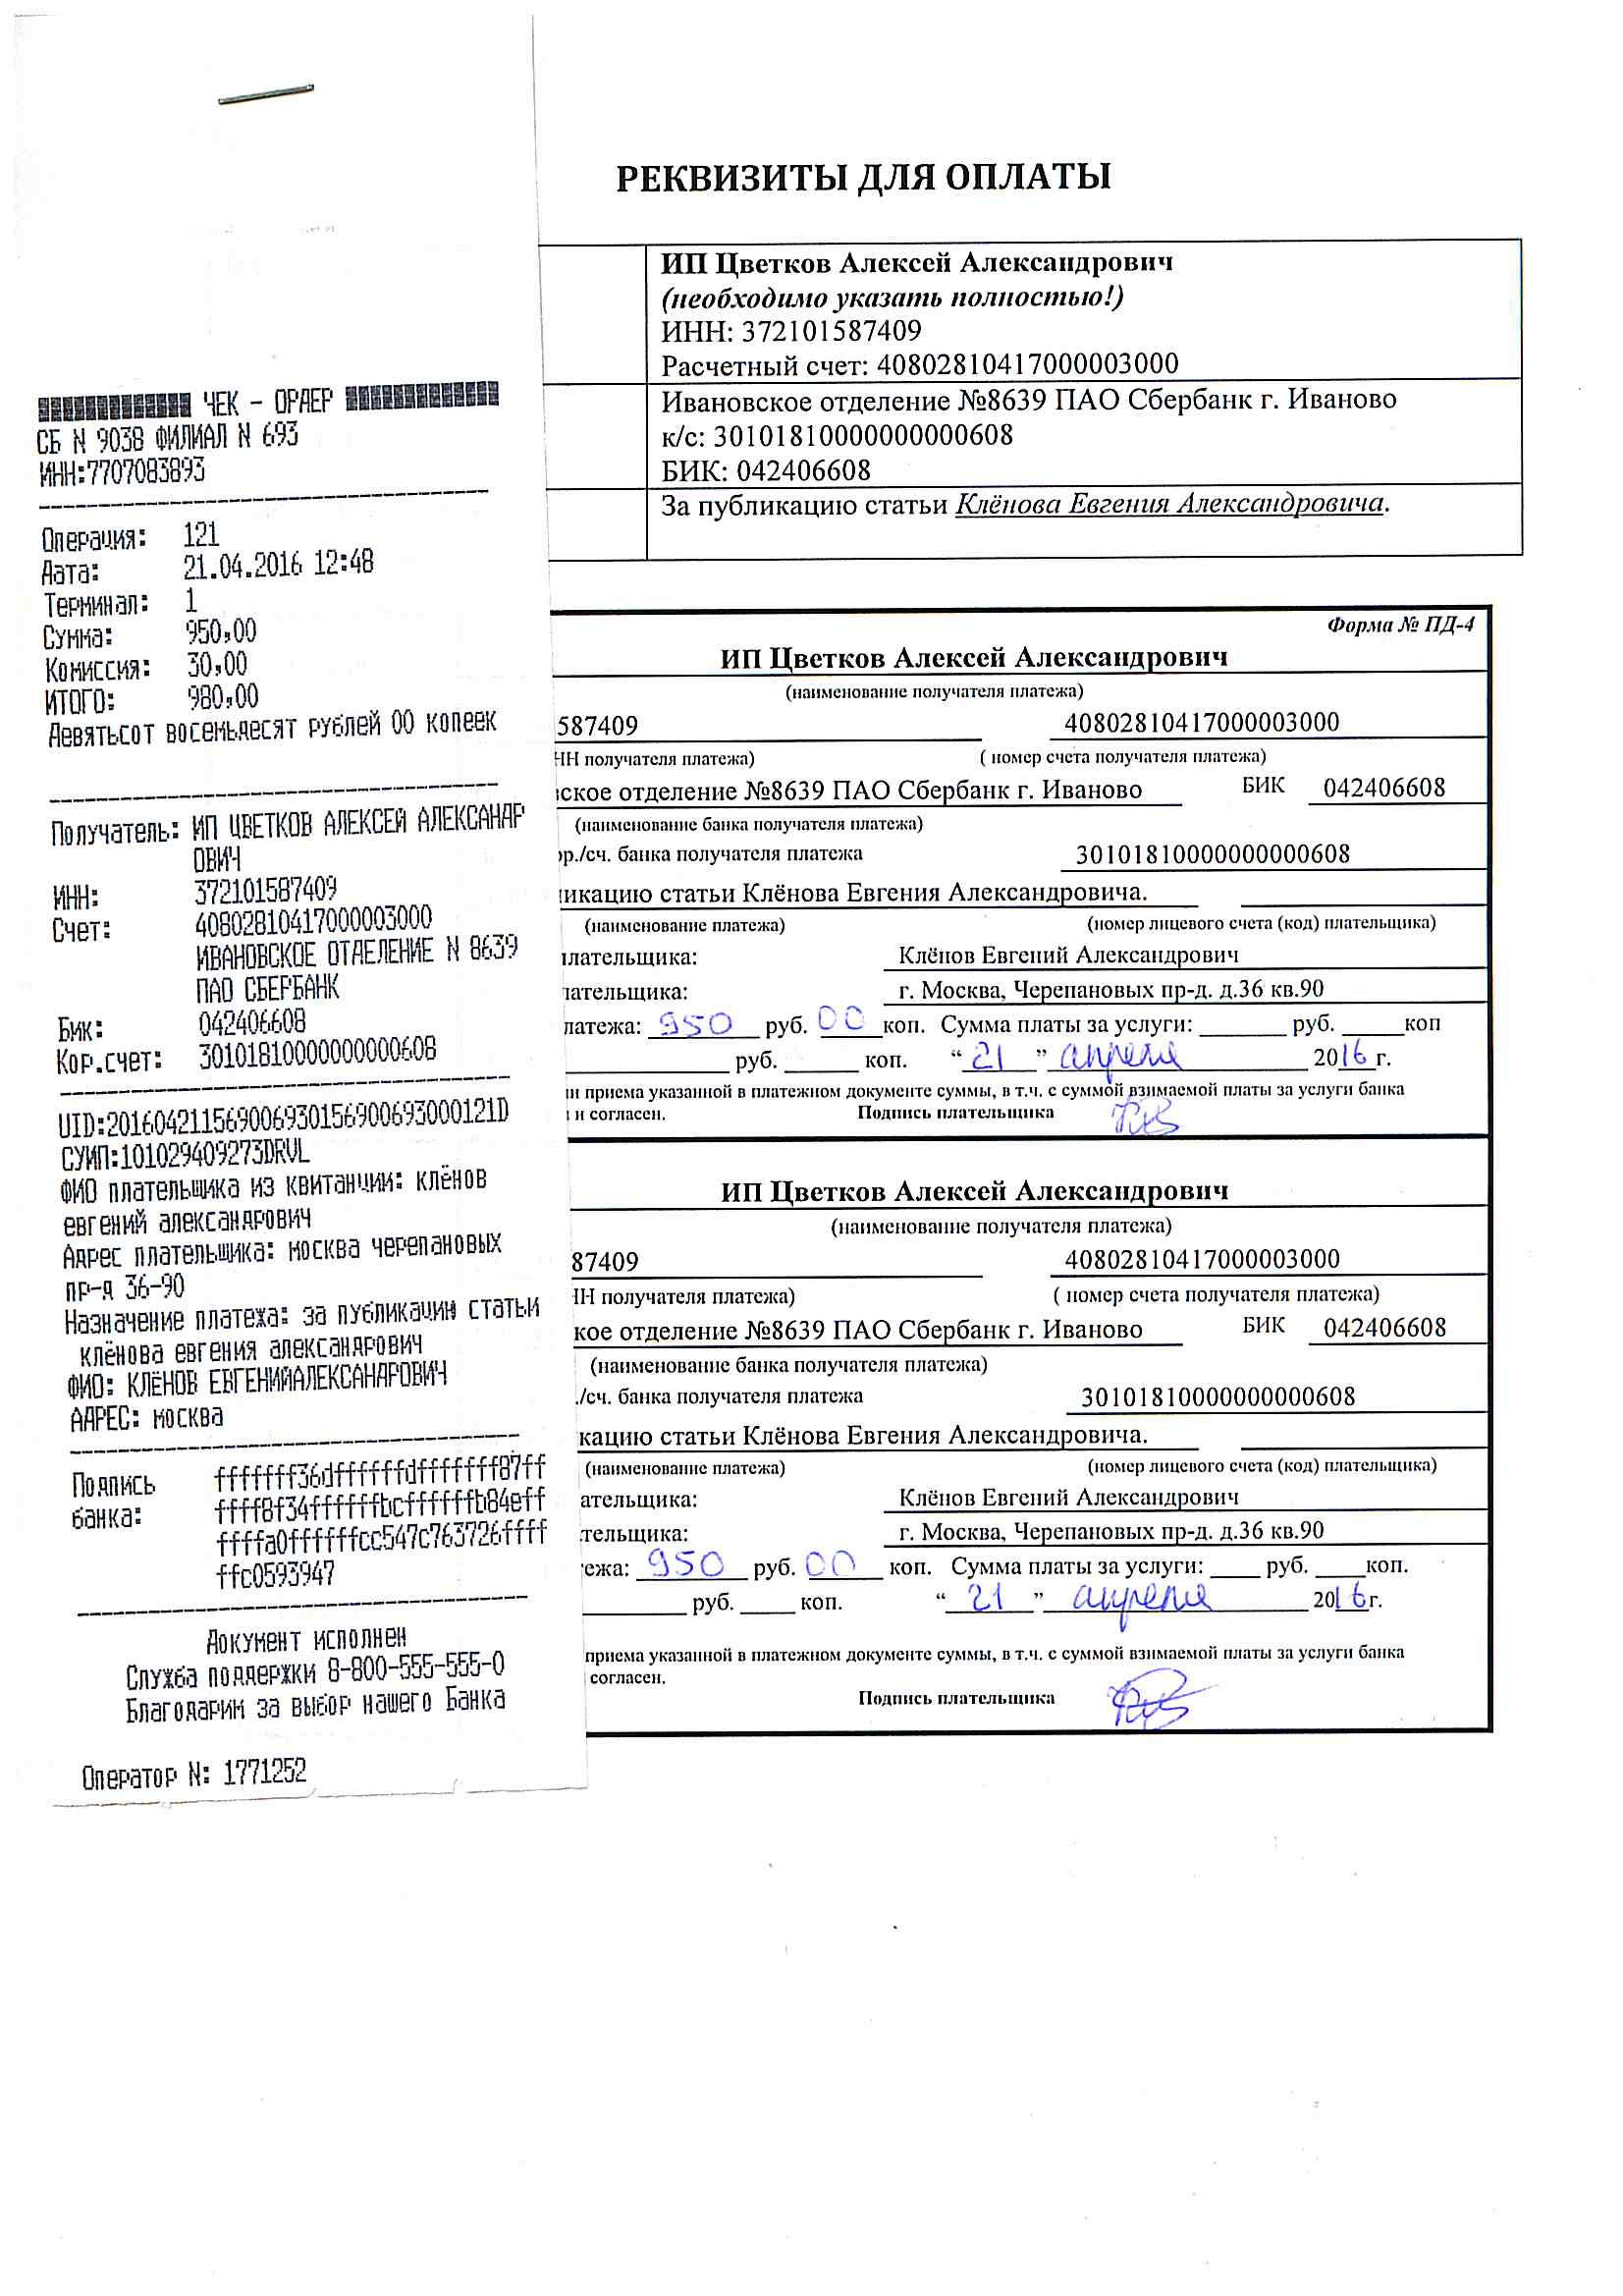 РЕКВИЗИТЫ ДЛЯ ОПЛАТЫ
ИП Цветков Алексей Александрович
(необходимо указать полностью!)
ИНН: 372101587409
Расчетный счет: 40802810417000003000
Ивановское отделение №8639 ПАО Сбербанк г. Иваново
к/с: 30101810000000000608
БИК: 042406608
За публикацию статьи Клёнова Евгения Александровича.
ЧЕК - ОРДЕР
СБ N 9038 ФИЛИАЛ N 693
ИНН:7707083893
Операция: 121
Дата: 21.04.2016 12:48
Терминал: 1
Сумма: 950,00
Комиссия: 30,00
ИТОГО: 980,00
Девятьсот восемьдесят рублей 00 копеек
Получатель: ИП ЦВЕТКОВ АЛЕКСЕЙ АЛЕКСАНДР
ОВИЧ
ИНН: 372101587409
Счет: 40802810417000003000
ИВАНОВСКОЕ ОТДЕЛЕНИЕ N 8639
ПАО СБЕРБАНК
Бик: 042406608
Кор.счет: 30101810000000000608
UID:201604211569006930156900693000121D
СУИП:101029409273DRVL
ФИО плательщика из квитанции: клёнов
евгений александрович
Адрес плательщика: москва черепановых
пр-д 36-90
Назначение платежа: за публикации статьи
клёнова евгения александрович
ФИО: КЛЁНОВ ЕВГЕНИЙАЛЕКСАНДРОВИЧ
АДРЕС: москва
Подпись fffffff36dffffffdfffffff87ff
банка: ffff8f34ffffffbcffffffb84eff
ffffa0ffffffcc547c763726ffff
ffc0593947
Документ исполнен
Служба поддержки 8-800-555-555-0
Благодарим за выбор нашего Банка
Оператор N: 1771252
Форма № ПД-4
ИП Цветков Алексей Александрович
(наименование получателя платежа)
587409 40802810417000003000
НН получателя платежа) ( номер счета получателя платежа)
ское отделение №8639 ПАО Сбербанк г. Иваново БИК 042406608
(наименование банка получателя платежа)
ор./сч. банка получателя платежа 30101810000000000608
ликацию статьи Клёнова Евгения Александровича.
(наименование платежа) (номер лицевого счета (код) плательщика)
плательщика: Клёнов Евгений Александрович
лательщика: г. Москва, Черепановых пр-д. д.36 кв.90
латежа: 950 руб. 00 коп. Сумма платы за услуги: ______ руб. _____коп
______ руб. ______ коп. “ 21 ” апреля 2016 г.
и приема указанной в платежном документе суммы, в т.ч. с суммой взимаемой платы за услуги банка
и согласен. Подпись плательщика
ИП Цветков Алексей Александрович
(наименование получателя платежа)
87409 40802810417000003000
НН получателя платежа) ( номер счета получателя платежа)
кое отделение №8639 ПАО Сбербанк г. Иваново БИК 042406608
(наименование банка получателя платежа)
./сч. банка получателя платежа 30101810000000000608
кацию статьи Клёнова Евгения Александровича.
(наименование платежа) (номер лицевого счета (код) плательщика)
ательщика: Клёнов Евгений Александрович
тельщика: г. Москва, Черепановых пр-д. д.36 кв.90
ежа: 950 руб. 00 коп. Сумма платы за услуги: ____ руб. ____коп.
______ руб. _____ коп. “ 21 ” апреля 2016г.
приема указанной в платежном документе суммы, в т.ч. с суммой взимаемой платы за услуги банка
согласен.
Подпись плательщика